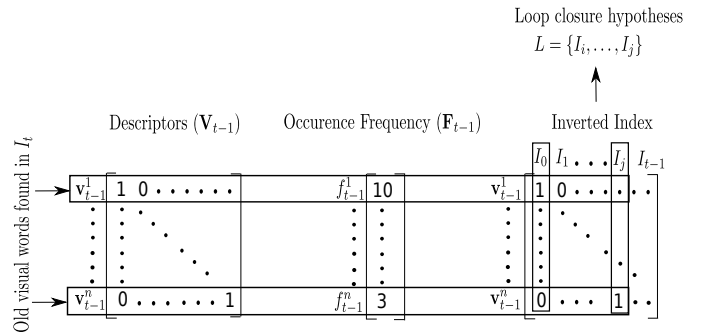 Loop closure hypotheses
L = {I_i, ..., I_j}
Descriptors (V_{t−1}) Occurence Frequency (F_{t−1}) Inverted Index
I_0 I_1 .... I_j I_{t−1}
v^1_{t−1} 1 0 ...... f^1_{t−1} 10 v^1_{t−1} 1 0 ......
v^n_{t−1} 0 ...... 1 f^n_{t−1} 3 v^n_{t−1} 0 ... 1 ..
Old visual words found in I_t